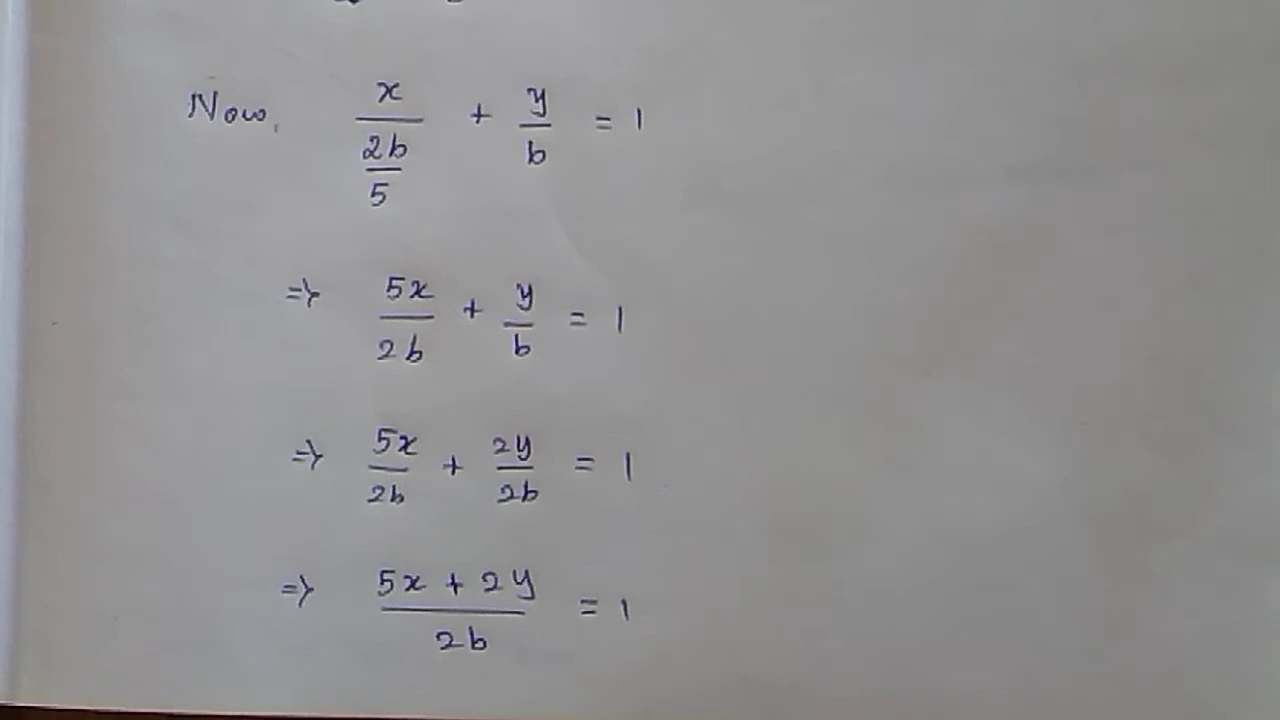 Now, x/(2b/5) + y/b = 1
=> 5x/2b + y/b = 1
=> 5x/2b + 2y/2b = 1
=> (5x + 2y)/2b = 1